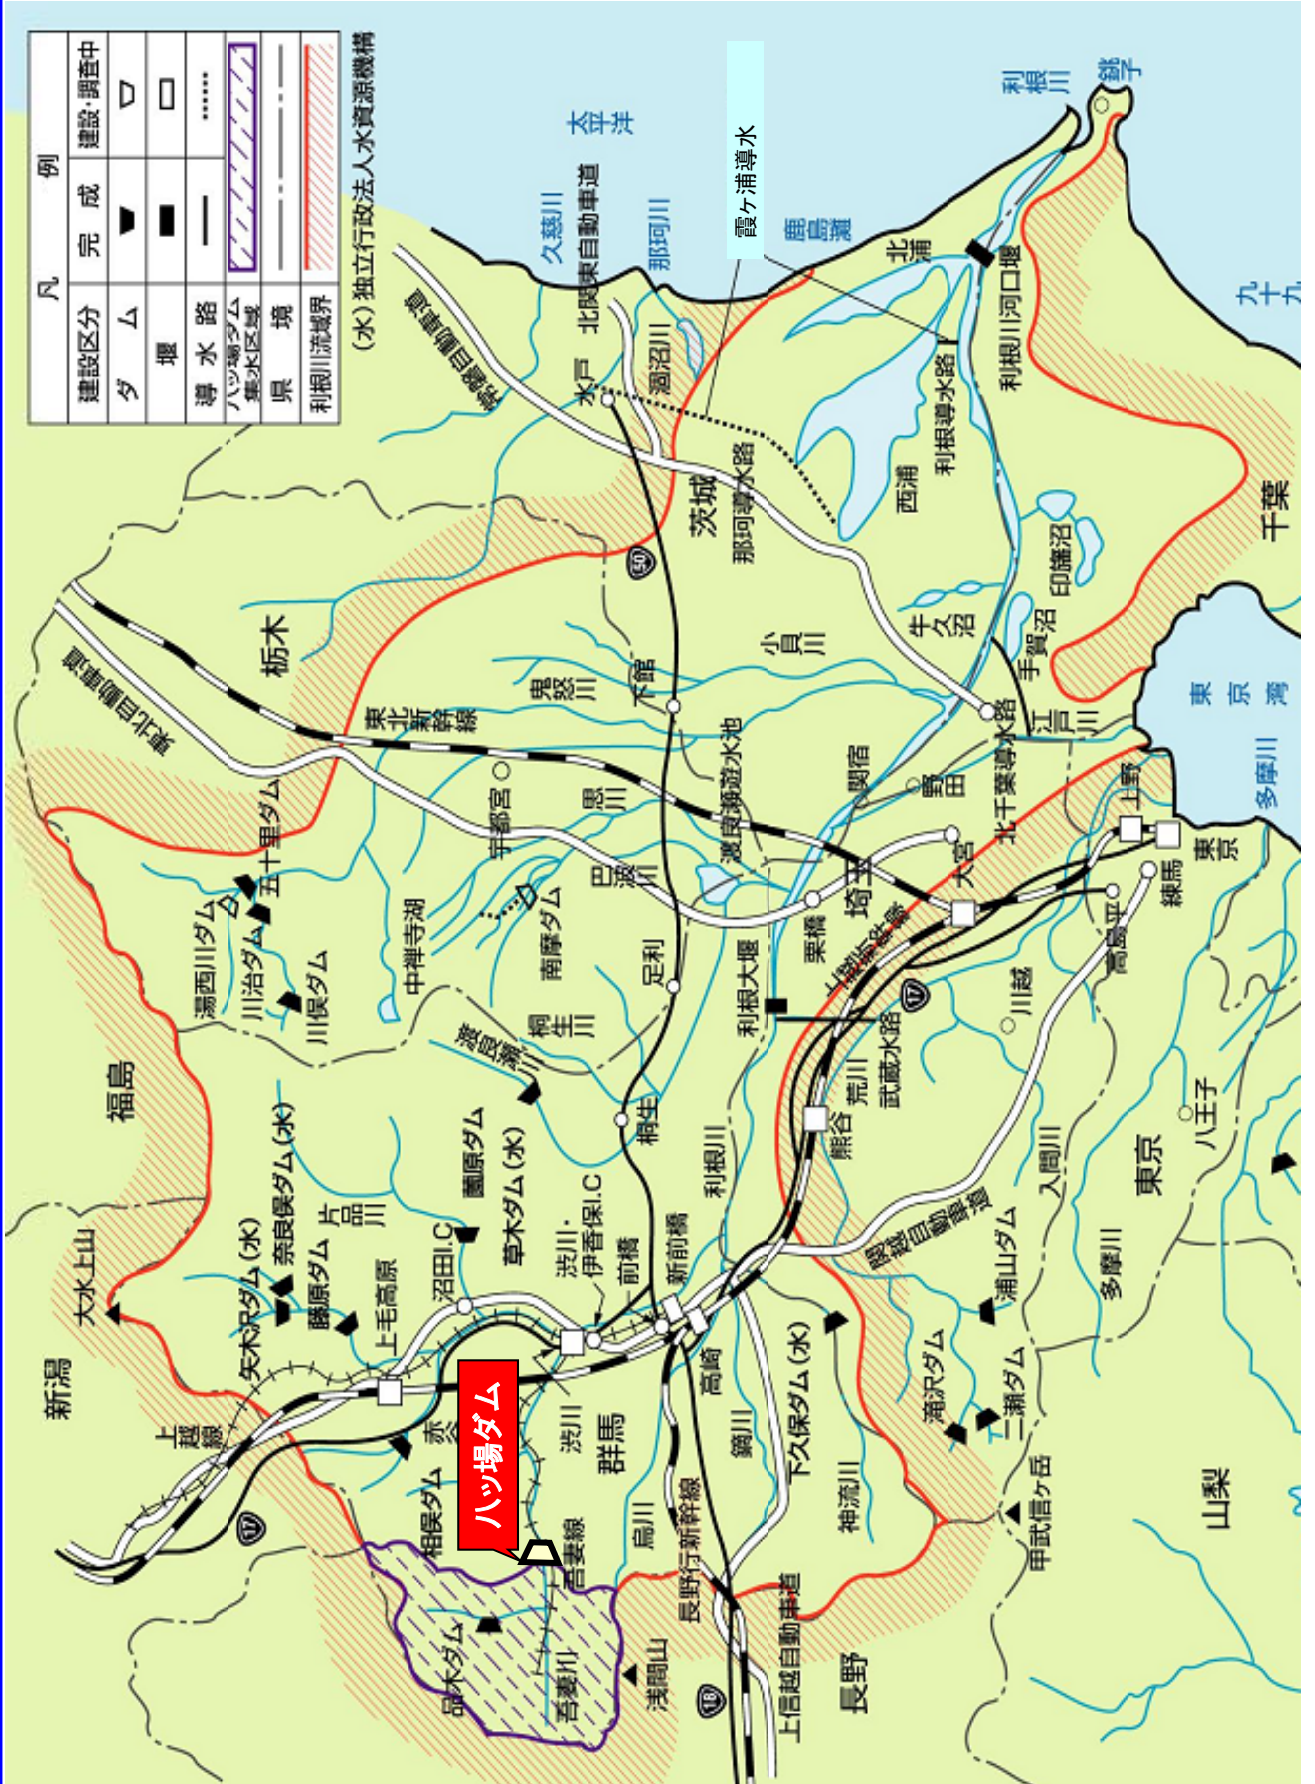 凡　例
建設区分　完　成　建設・調査中
ダ　ム
堰
導　水　路
八ッ場ダム
集水区域
県　境
利根川流域界
(水)独立行政法人水資源機構
八ッ場ダム
新潟
大水上山
福島
栃木
茨城
千葉
埼玉
東京
山梨
長野
群馬
東北自動車道
常磐自動車道
北関東自動車道
関越自動車道
上信越自動車道
東北新幹線
上越新幹線
長野行新幹線
上越線
吾妻線
矢木沢ダム(水)
奈良俣ダム(水)
藤原ダム
相俣ダム
薗原ダム
草木ダム(水)
品木ダム
下久保ダム(水)
湯西川ダム
五十里ダム
川治ダム
川俣ダム
南摩ダム
滝沢ダム
二瀬ダム
浦山ダム
上毛高原
沼田I.C
渋川・
伊香保I.C
前橋
新前橋
渋川
高崎
桐生
足利
下館
水戸
宇都宮
熊谷
大宮
栗橋
関宿
野田
川越
八王子
高島平
練馬
上野
東京
銚子
片品川
渡良瀬川
桐生川
吾妻川
烏川
鏑川
神流川
利根川
利根川
荒川
入間川
多摩川
多摩川
江戸川
鬼怒川
小貝川
思川
巴波川
久慈川
那珂川
涸沼川
中禅寺湖
渡良瀬遊水池
牛久沼
手賀沼
印旛沼
西浦
北浦
利根大堰
利根川河口堰
武蔵水路
北千葉導水路
利根導水路
那珂導水路
霞ヶ浦導水
浅間山
甲武信ヶ岳
太平洋
鹿島灘
東京湾
九十九
17
17
18
50